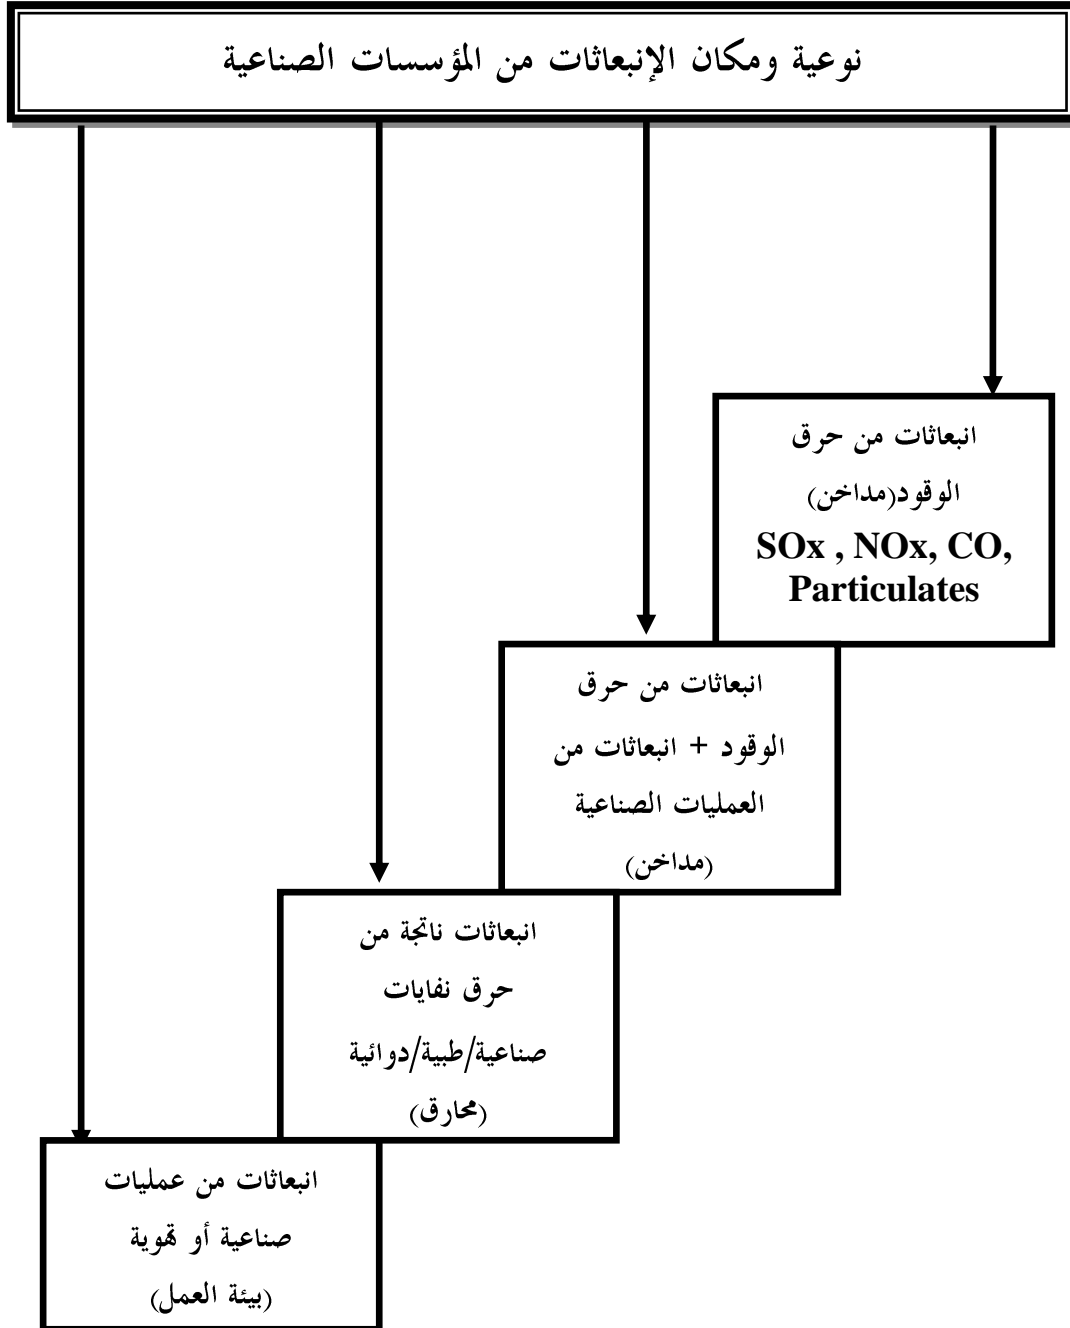 نوعية ومكان الإنبعاثات من المؤسسات الصناعية
انبعاثات من حرق
الوقود(مداخن)
SOx , NOx, CO,
Particulates
انبعاثات من حرق
الوقود + انبعاثات من
العمليات الصناعية
(مداخن)
انبعاثات ناتجة من
حرق نفايات
صناعية/طبية/دوائية
(محارق)
انبعاثات من عمليات
صناعية أو تهوية
(بيئة العمل)